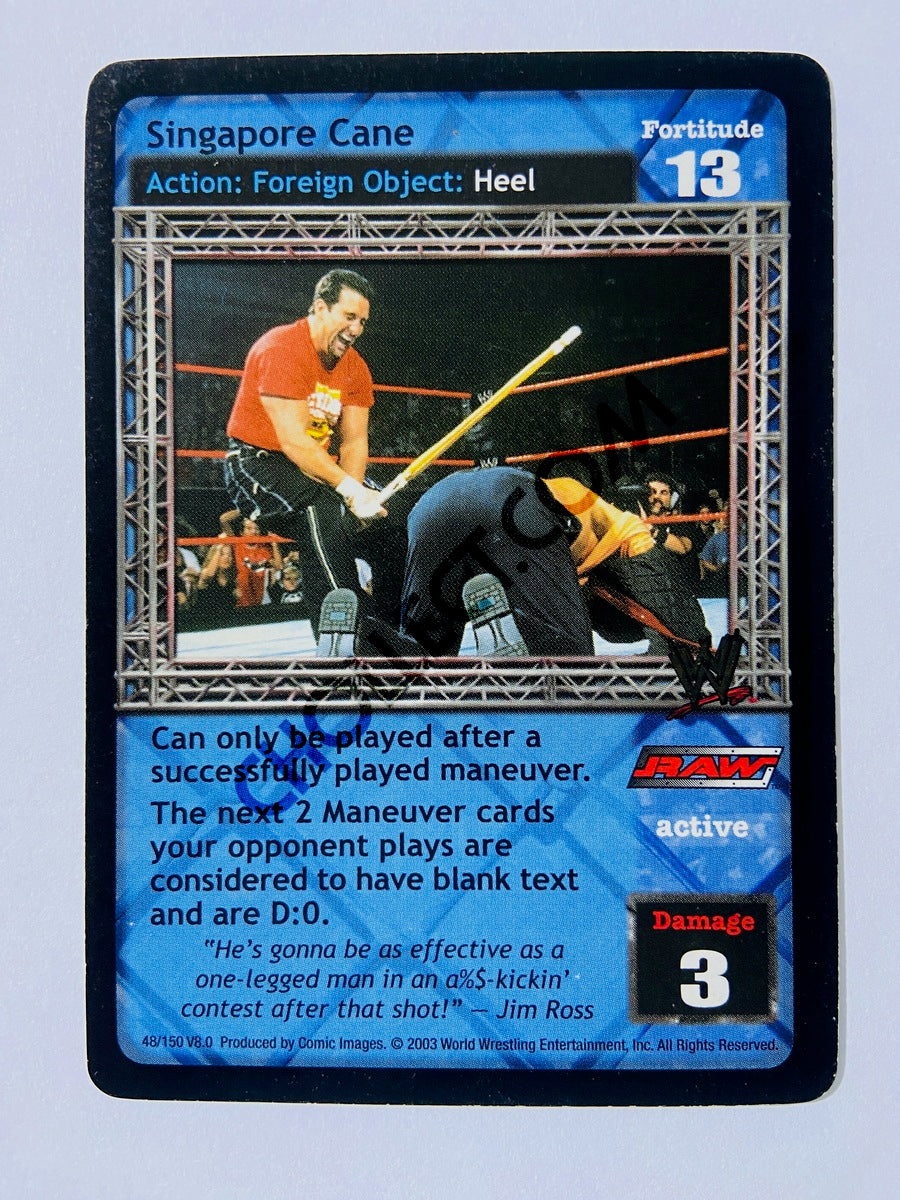 Singapore Cane
Fortitude
13
Action: Foreign Object: Heel
Can only be played after a
successfully played maneuver.
The next 2 Maneuver cards
your opponent plays are
considered to have blank text
and are D:0.
"He's gonna be as effective as a
one-legged man in an a%$-kickin'
contest after that shot!" — Jim Ross
RAW
active
Damage
3
48/150 V8.0 Produced by Comic Images. © 2003 World Wrestling Entertainment, Inc. All Rights Reserved.